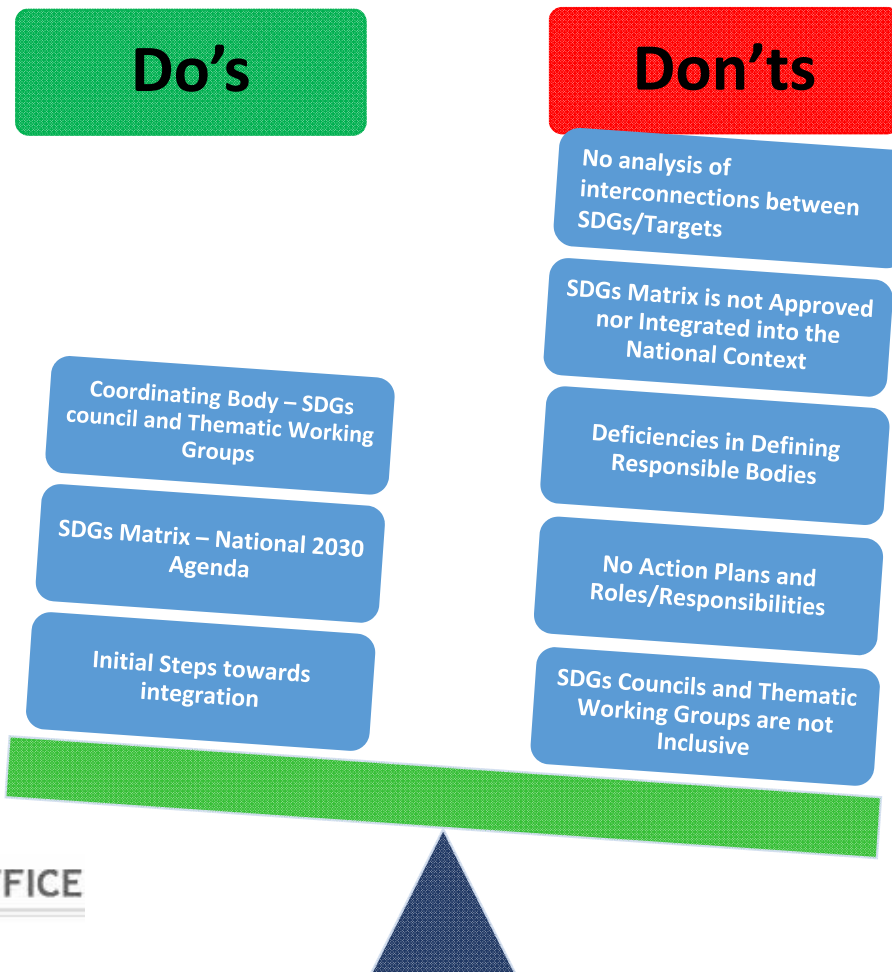 Do's
Don'ts
No analysis of
interconnections between
SDGs/Targets
SDGs Matrix is not Approved
nor Integrated into the
National Context
Deficiencies in Defining
Responsible Bodies
No Action Plans and
Roles/Responsibilities
SDGs Councils and Thematic
Working Groups are not
Inclusive
Coordinating Body – SDGs
council and Thematic Working
Groups
SDGs Matrix – National 2030
Agenda
Initial Steps towards
integration
FICE